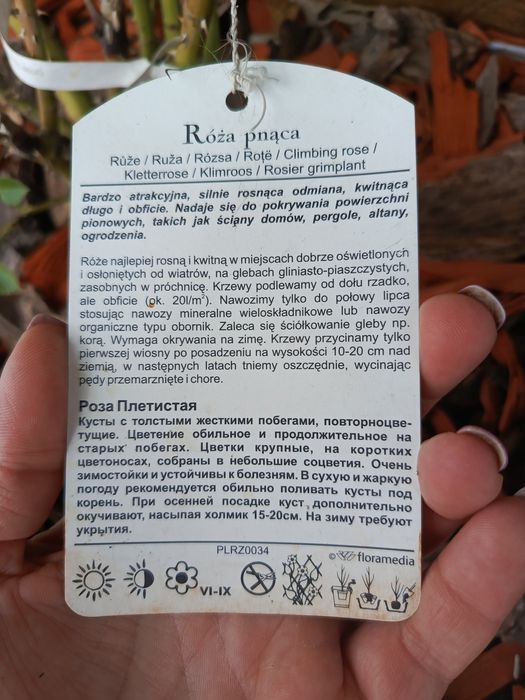 Róża pnąca
Růže / Ruža / Rózsa / Roţë / Climbing rose /
Kletterrose / Klimroos / Rosier grimplant
Bardzo atrakcyjna, silnie rosnąca odmiana, kwitnąca
długo i obficie. Nadaje się do pokrywania powierzchni
pionowych, takich jak ściany domów, pergole, altany,
ogrodzenia.
Róże najlepiej rosną i kwitną w miejscach dobrze oświetlonych
i osłoniętych od wiatrów, na glebach gliniasto-piaszczystych,
zasobnych w próchnicę. Krzewy podlewamy od dołu rzadko,
ale obficie (ok. 20l/m²). Nawozimy tylko do połowy lipca
stosując nawozy mineralne wieloskładnikowe lub nawozy
organiczne typu obornik. Zaleca się ściółkowanie gleby np.
korą. Wymaga okrywania na zimę. Krzewy przycinamy tylko
pierwszej wiosny po posadzeniu na wysokości 10-20 cm nad
ziemią, w następnych latach tniemy oszczędnie, wycinając
pędy przemarznięte i chore.
Роза Плетистая
Кусты с толстыми жесткими побегами, повторноцве-
тущие. Цветение обильное и продолжительное на
старых побегах. Цветки крупные, на коротких
цветоносах, собраны в небольшие соцветия. Очень
зимостойки и устойчивы к болезням. В сухую и жаркую
погоду рекомендуется обильно поливать кусты под
корень. При осенней посадке куст дополнительно
окучивают, насыпая холмик 15-20см. На зиму требуют
укрытия.
PLRZ0034
© floramedia
VI-IX